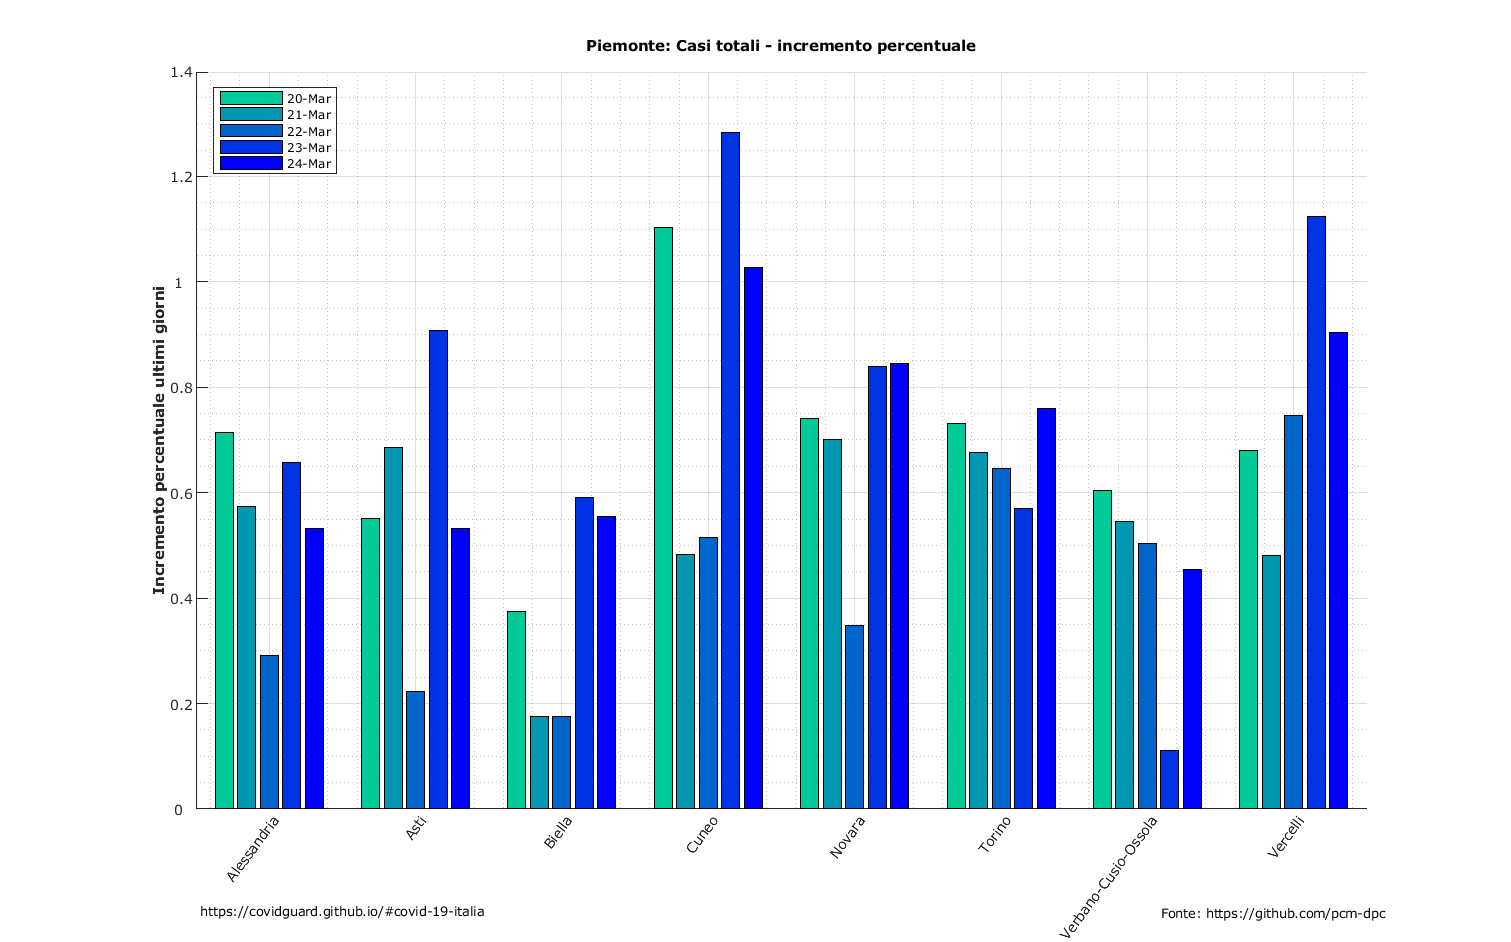 Piemonte: Casi totali - incremento percentuale
1.4
1.2
1
0.8
0.6
0.4
0.2
0
Incremento percentuale ultimi giorni
20-Mar
21-Mar
22-Mar
23-Mar
24-Mar
Alessandria
Asti
Biella
Cuneo
Novara
Torino
Verbano-Cusio-Ossola
Vercelli
https://covidguard.github.io/#covid-19-italia
Fonte: https://github.com/pcm-dpc